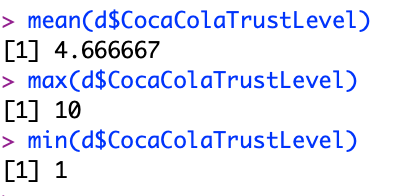 > mean(d$CocaColaTrustLevel)
[1] 4.666667
> max(d$CocaColaTrustLevel)
[1] 10
> min(d$CocaColaTrustLevel)
[1] 1